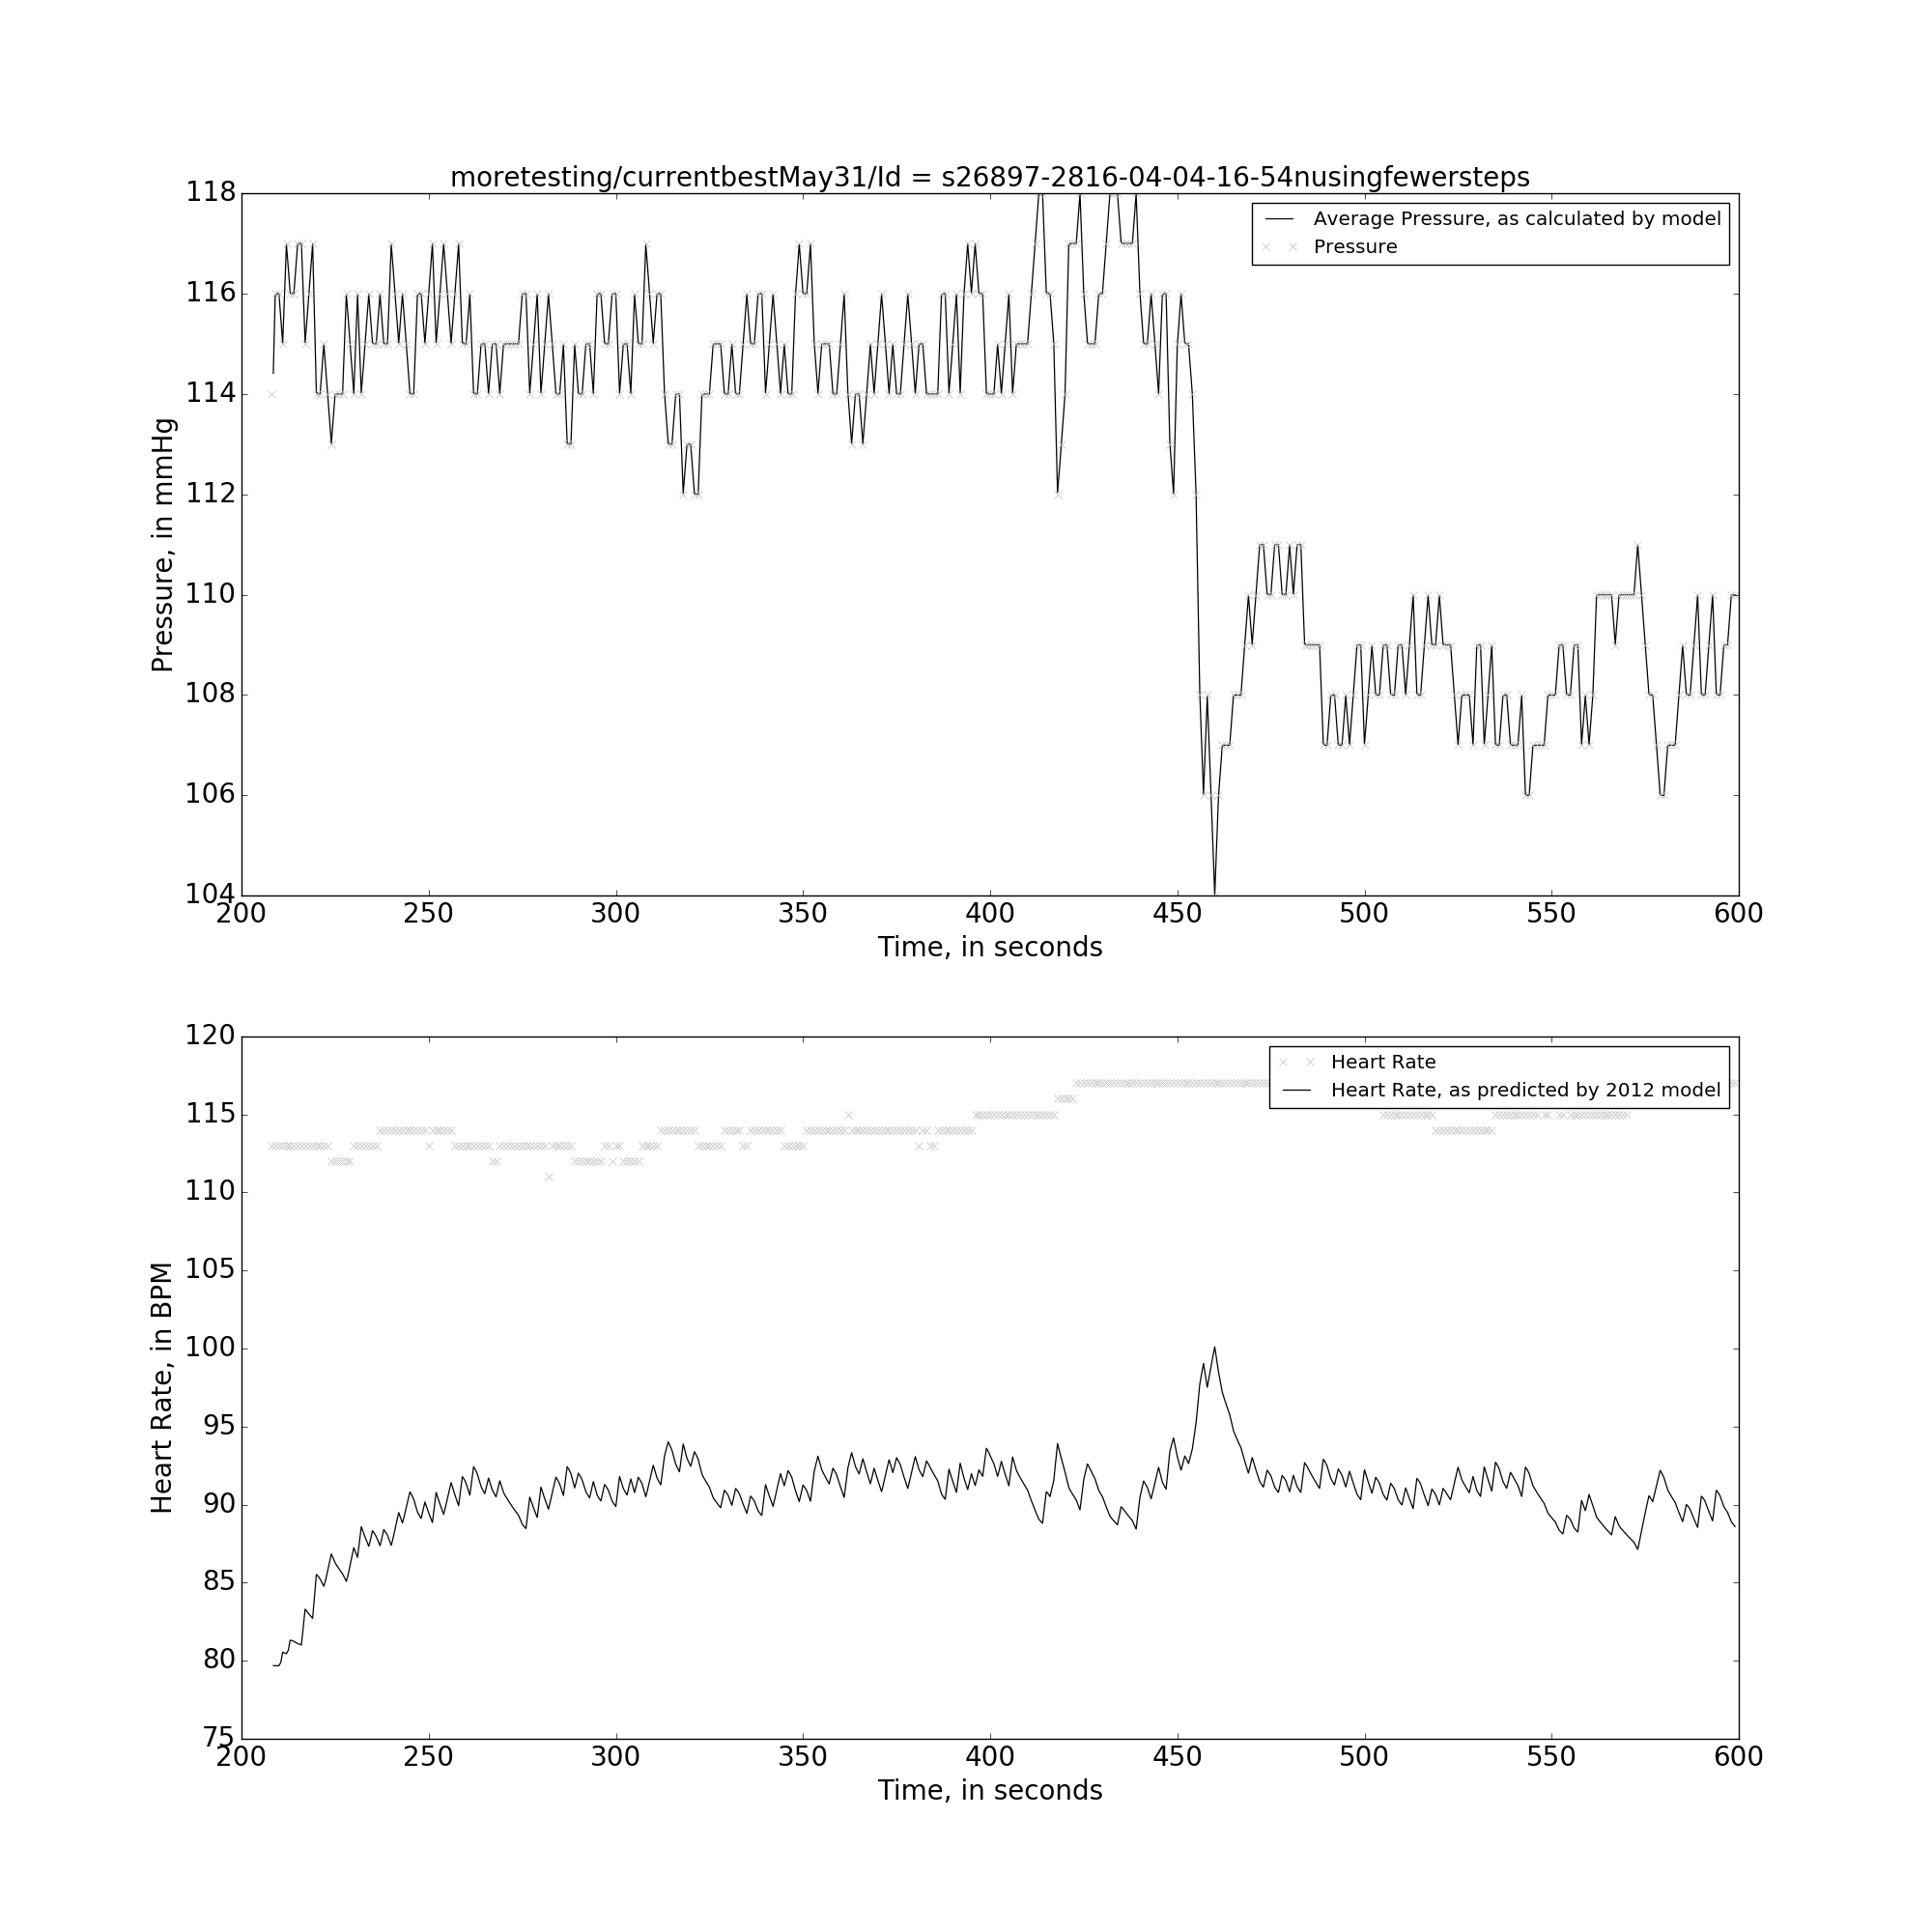 moretesting/currentbestMay31/Id = s26897-2816-04-04-16-54nusingfewersteps
118
116
114
112
110
108
106
104
Pressure, in mmHg
Average Pressure, as calculated by model
Pressure
200 250 300 350 400 450 500 550 600
Time, in seconds
120
115
110
105
100
95
90
85
80
75
Heart Rate, in BPM
Heart Rate
Heart Rate, as predicted by 2012 model
200 250 300 350 400 450 500 550 600
Time, in seconds